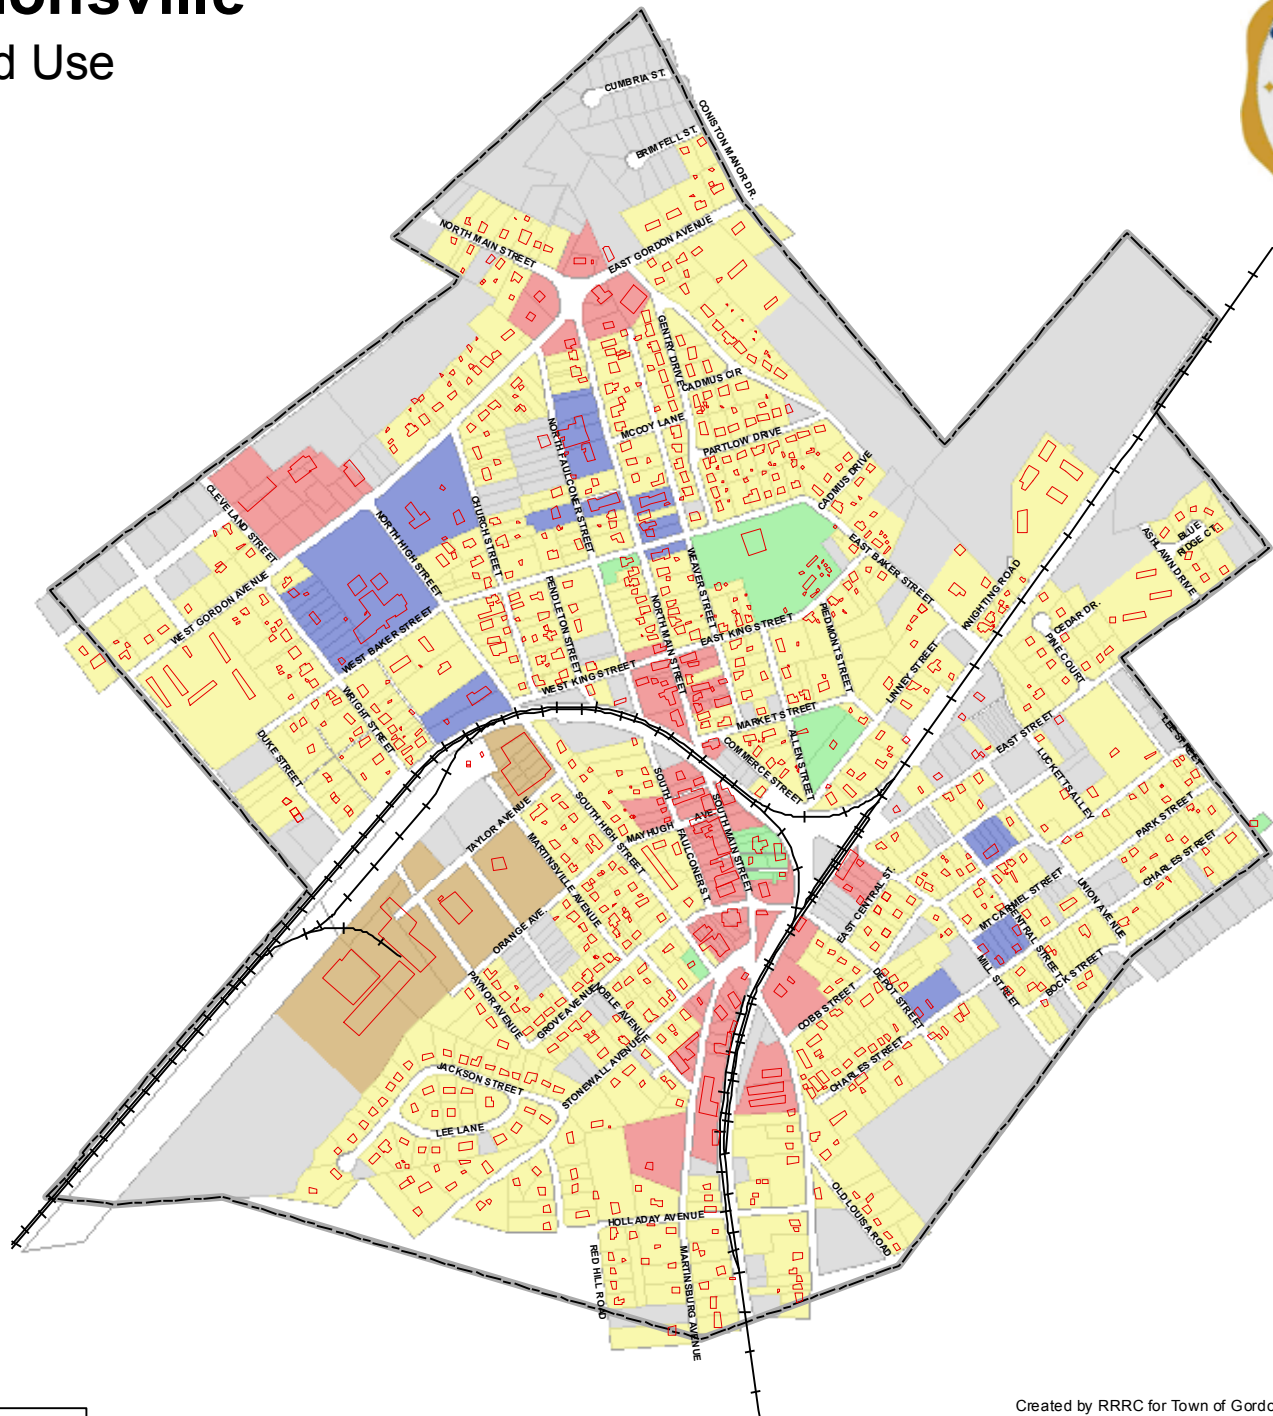 onsville
d Use
CUMBRIA ST.
CONISTON MANOR DR.
BRIMFELL ST.
NORTH MAIN STREET
EAST GORDON AVENUE
GENTRY DRIVE
CADMUS CIR
MCCOY LANE
PARTLOW DRIVE
NORTH FAULCONER STREET
CADMUS DRIVE
CLEVELAND STREET
NORTH HIGH STREET
CHURCH STREET
EAST BAKER STREET
BLUE RIDGE CT.
ASHLAWN DRIVE
WEST GORDON AVENUE
PENDLETON STREET
WEAVER STREET
NORTH MAIN STREET
PIEDMONT STREET
KNIGHTING ROAD
CEDAR DR.
PINE COURT
WEST BAKER STREET
EAST KING STREET
LINNEY STREET
WEST KING STREET
WRIGHT STREET
MARKET STREET
ALLEN STREET
COMMERCE STREET
EAST STREET
LEE STREET
DUKE STREET
LUCKETTS ALLEY
SOUTH FAULCONER ST.
SOUTH MAIN STREET
SOUTH HIGH STREET
MAYHUGH AVE.
PARK STREET
TAYLOR AVENUE
MARTINSVILLE AVENUE
CHARLES STREET
EAST CENTRAL ST.
MT CARMEL STREET
UNION AVENUE
CENTRAL STREET
ORANGE AVE.
MILL STREET
BOCK STREET
PAYNOR AVENUE
GROVE AVENUE
NOBLE AVENUE
DEPOT STREET
COBB STREET
CHARLES STREET
STONEWALL AVENUE
JACKSON STREET
LEE LANE
OLD LOUISA ROAD
HOLLADAY AVENUE
RED HILL ROAD
MARTINSBURG AVENUE
Created by RRRC for Town of Gordo